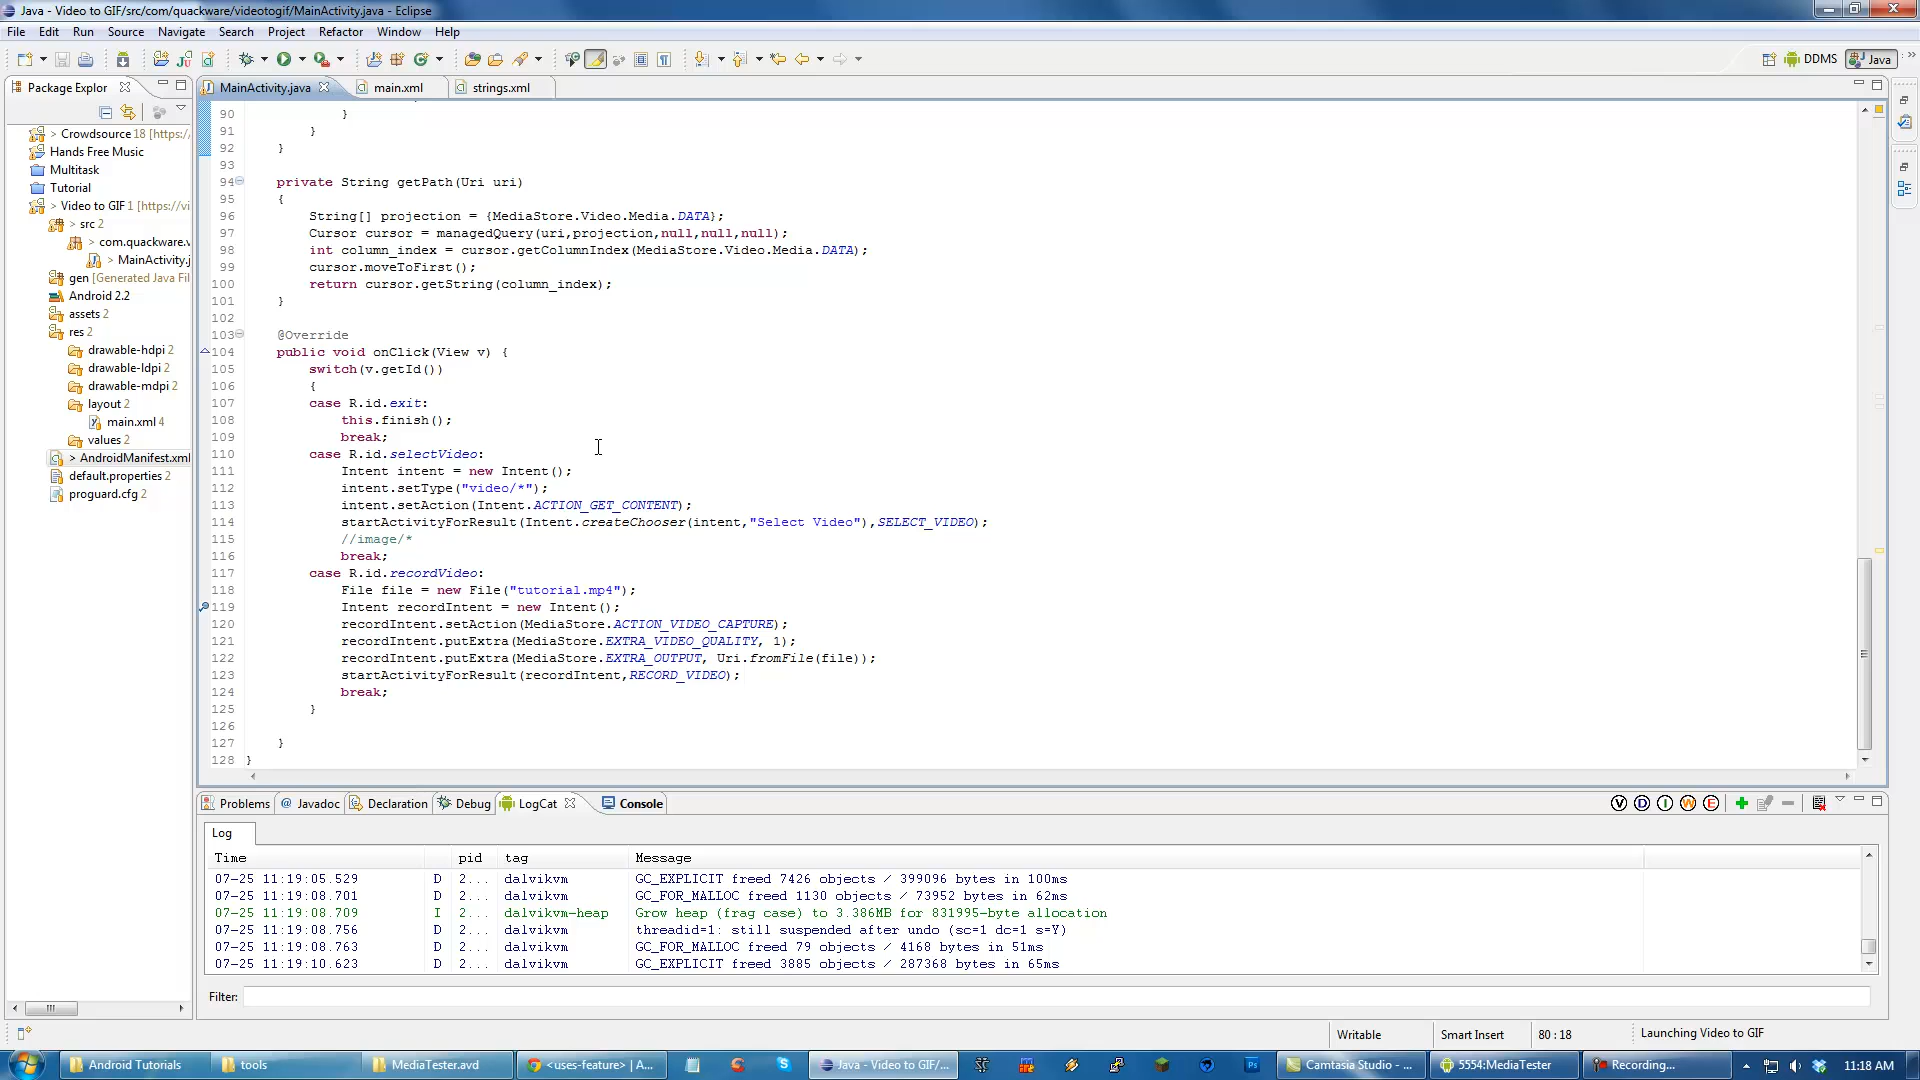 Java - Video to GIF/src/com/quackware/videotogif/MainActivity.java - Eclipse
File Edit Run Source Navigate Search Project Refactor Window Help
DDMS Java
Package Explor MainActivity.java main.xml strings.xml
> Crowdsource 18 [https:/
Hands Free Music
Multitask
Tutorial
> Video to GIF 1 [https://vi
> src 2
> com.quackware.v
> MainActivity.j
gen [Generated Java Fil
Android 2.2
assets 2
res 2
drawable-hdpi 2
drawable-ldpi 2
drawable-mdpi 2
layout 2
main.xml 4
values 2
> AndroidManifest.xml
default.properties 2
proguard.cfg 2
90 }
91 }
92 }
93
94 private String getPath(Uri uri)
95 {
96 String[] projection = {MediaStore.Video.Media.DATA};
97 Cursor cursor = managedQuery(uri,projection,null,null,null);
98 int column_index = cursor.getColumnIndex(MediaStore.Video.Media.DATA);
99 cursor.moveToFirst();
100 return cursor.getString(column_index);
101 }
102
103 @Override
104 public void onClick(View v) {
105 switch(v.getId())
106 {
107 case R.id.exit:
108 this.finish();
109 break;
110 case R.id.selectVideo:
111 Intent intent = new Intent();
112 intent.setType("video/*");
113 intent.setAction(Intent.ACTION_GET_CONTENT);
114 startActivityForResult(Intent.createChooser(intent,"Select Video"),SELECT_VIDEO);
115 //image/*
116 break;
117 case R.id.recordVideo:
118 File file = new File("tutorial.mp4");
119 Intent recordIntent = new Intent();
120 recordIntent.setAction(MediaStore.ACTION_VIDEO_CAPTURE);
121 recordIntent.putExtra(MediaStore.EXTRA_VIDEO_QUALITY, 1);
122 recordIntent.putExtra(MediaStore.EXTRA_OUTPUT, Uri.fromFile(file));
123 startActivityForResult(recordIntent,RECORD_VIDEO);
124 break;
125 }
126
127 }
128 }
Problems @ Javadoc Declaration Debug LogCat Console
V D I W E
Log
Time pid tag Message
07-25 11:19:05.529 D 2... dalvikvm GC_EXPLICIT freed 7426 objects / 399096 bytes in 100ms
07-25 11:19:08.701 D 2... dalvikvm GC_FOR_MALLOC freed 1130 objects / 73952 bytes in 62ms
07-25 11:19:08.709 I 2... dalvikvm-heap Grow heap (frag case) to 3.386MB for 831995-byte allocation
07-25 11:19:08.756 D 2... dalvikvm threadid=1: still suspended after undo (sc=1 dc=1 s=Y)
07-25 11:19:08.763 D 2... dalvikvm GC_FOR_MALLOC freed 79 objects / 4168 bytes in 51ms
07-25 11:19:10.623 D 2... dalvikvm GC_EXPLICIT freed 3885 objects / 287368 bytes in 65ms
Filter:
Writable Smart Insert 80 : 18 Launching Video to GIF
Android Tutorials tools MediaTester.avd <uses-feature> | A... Java - Video to GIF/... Ps Camtasia Studio - ... 5554:MediaTester Recording... 11:18 AM